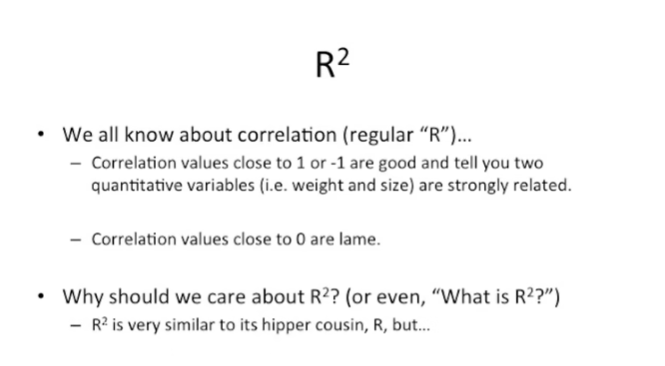 R²
• We all know about correlation (regular “R”)…
– Correlation values close to 1 or -1 are good and tell you two
quantitative variables (i.e. weight and size) are strongly related.
– Correlation values close to 0 are lame.
• Why should we care about R²? (or even, “What is R²?”)
– R² is very similar to its hipper cousin, R, but…